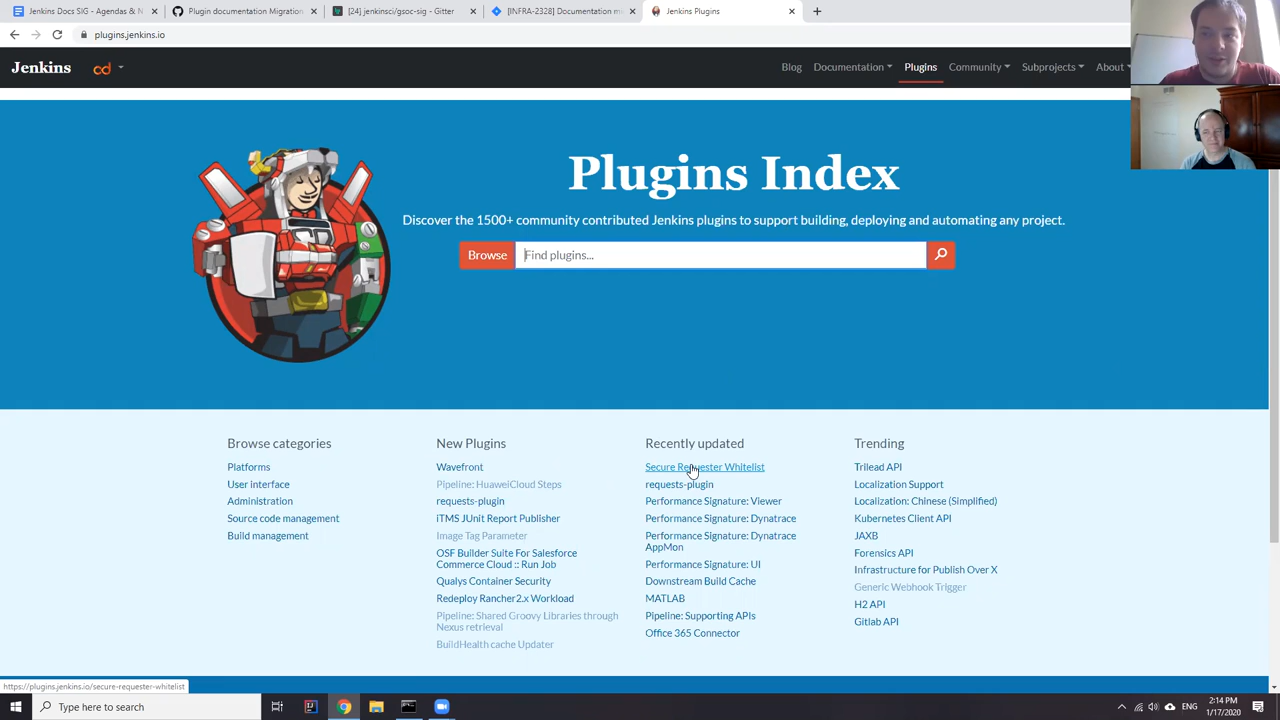 Jenkins Docs SIG - Agendas & N
Plugin documentation Migration
[24] jenkinsci/gsoc-sig - Gitter
[INFRA-2328] Documentation m
Jenkins Plugins
plugins.jenkins.io
Jenkins
cd
Blog
Documentation
Plugins
Community
Subprojects
About
Plugins Index
Discover the 1500+ community contributed Jenkins plugins to support building, deploying and automating any project.
Browse
Find plugins...
Browse categories
Platforms
User interface
Administration
Source code management
Build management
New Plugins
Wavefront
Pipeline: HuaweiCloud Steps
requests-plugin
iTMS JUnit Report Publisher
Image Tag Parameter
OSF Builder Suite For Salesforce
Commerce Cloud :: Run Job
Qualys Container Security
Redeploy Rancher2.x Workload
Pipeline: Shared Groovy Libraries through
Nexus retrieval
BuildHealth cache Updater
Recently updated
Secure Requester Whitelist
requests-plugin
Performance Signature: Viewer
Performance Signature: Dynatrace
Performance Signature: Dynatrace
AppMon
Performance Signature: UI
Downstream Build Cache
MATLAB
Pipeline: Supporting APIs
Office 365 Connector
Trending
Trilead API
Localization Support
Localization: Chinese (Simplified)
Kubernetes Client API
JAXB
Forensics API
Infrastructure for Publish Over X
Generic Webhook Trigger
H2 API
Gitlab API
https://plugins.jenkins.io/secure-requester-whitelist
Type here to search
ENG
2:14 PM
1/17/2020